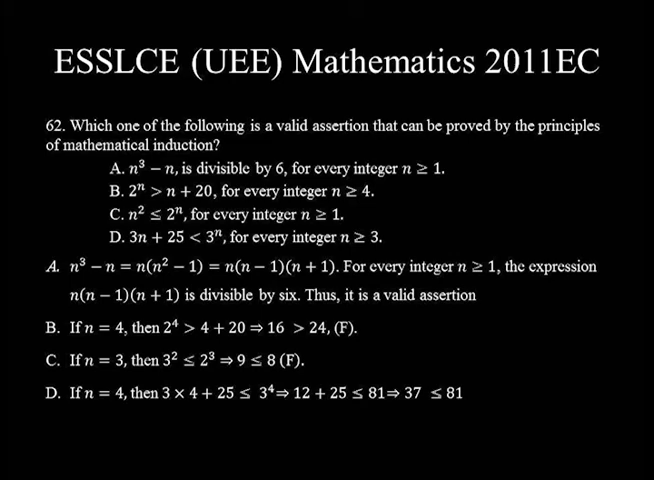 ESSLCE (UEE) Mathematics 2011EC
62. Which one of the following is a valid assertion that can be proved by the principles
of mathematical induction?
A. n³ − n, is divisible by 6, for every integer n ≥ 1.
B. 2ⁿ > n + 20, for every integer n ≥ 4.
C. n² ≤ 2ⁿ, for every integer n ≥ 1.
D. 3n + 25 < 3ⁿ, for every integer n ≥ 3.
A. n³ − n = n(n² − 1) = n(n − 1)(n + 1). For every integer n ≥ 1, the expression
n(n − 1)(n + 1) is divisible by six. Thus, it is a valid assertion
B. If n = 4, then 2⁴ > 4 + 20 ⇒ 16 > 24, (F).
C. If n = 3, then 3² ≤ 2³ ⇒ 9 ≤ 8 (F).
D. If n = 4, then 3 × 4 + 25 ≤ 3⁴ ⇒ 12 + 25 ≤ 81 ⇒ 37 ≤ 81